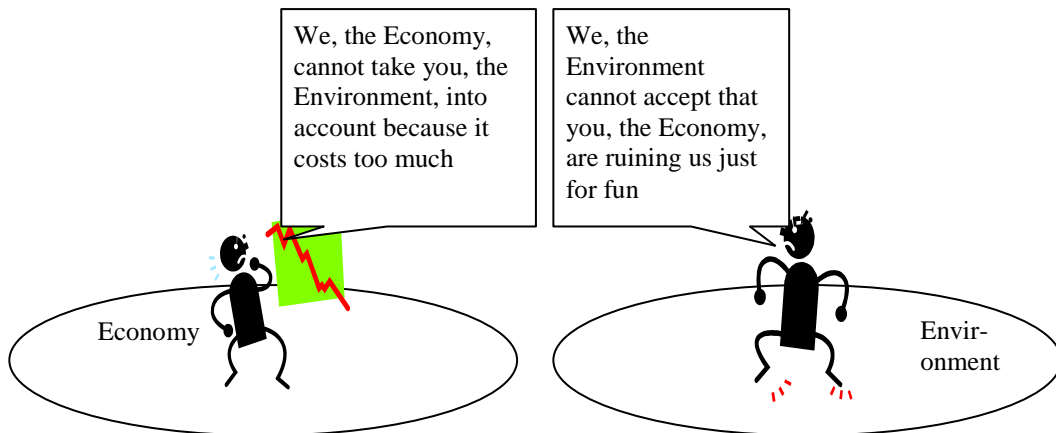 We, the Economy,
cannot take you, the
Environment, into
account because it
costs too much
We, the
Environment
cannot accept that
you, the Economy,
are ruining us just
for fun
Economy
Envir-
onment